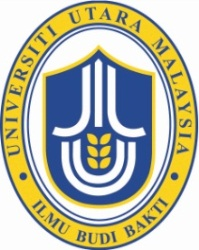 UNIVERSITI UTARA MALAYSIA
ILMU BUDI BAKTI